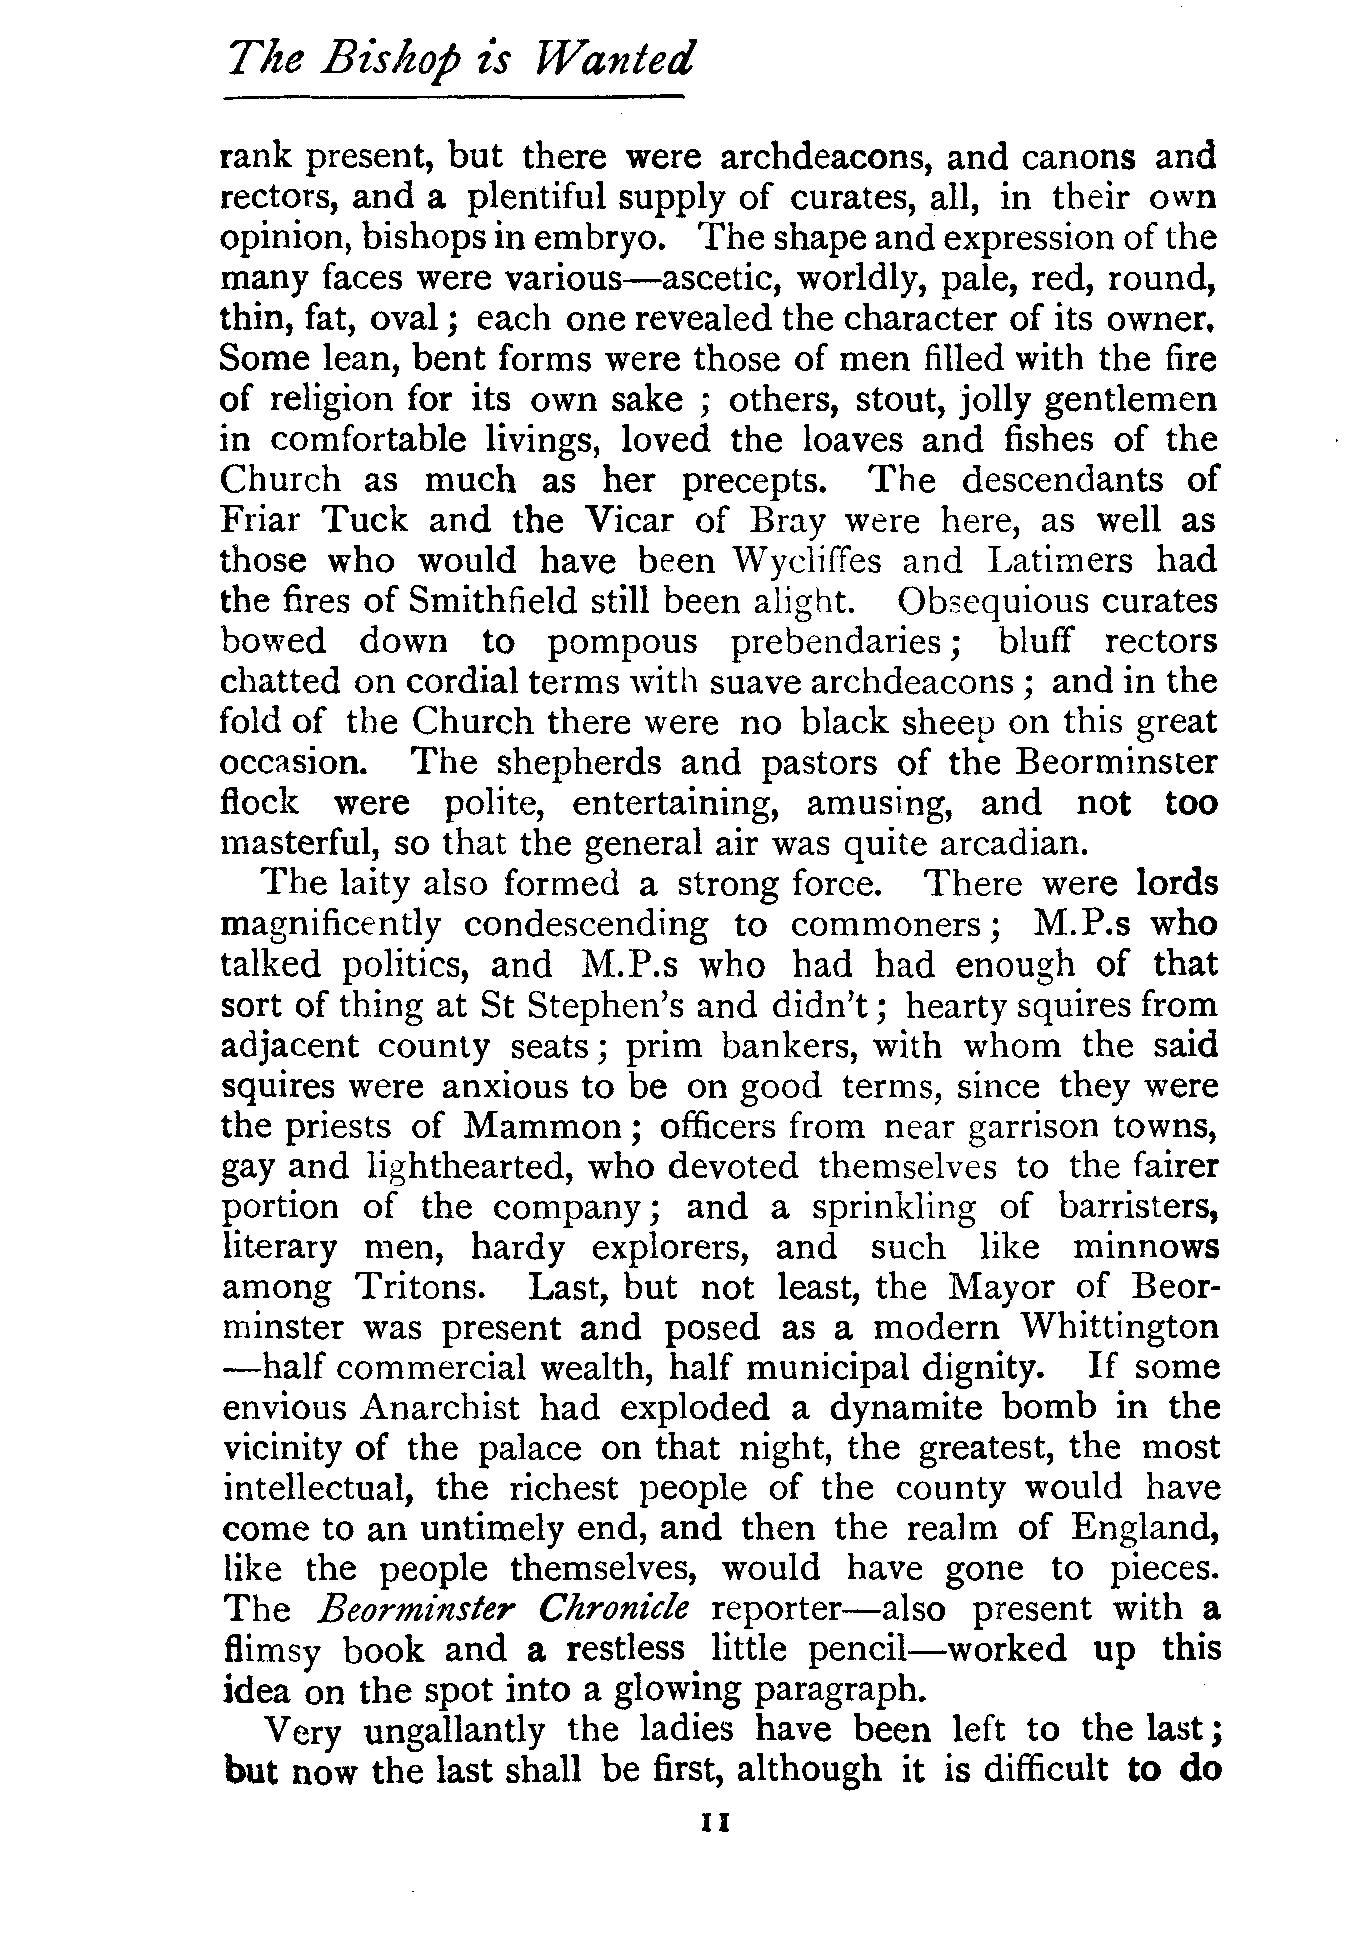 The Bishop is Wanted
rank present, but there were archdeacons, and canons and
rectors, and a plentiful supply of curates, all, in their own
opinion, bishops in embryo. The shape and expression of the
many faces were various—ascetic, worldly, pale, red, round,
thin, fat, oval ; each one revealed the character of its owner.
Some lean, bent forms were those of men filled with the fire
of religion for its own sake ; others, stout, jolly gentlemen
in comfortable livings, loved the loaves and fishes of the
Church as much as her precepts. The descendants of
Friar Tuck and the Vicar of Bray were here, as well as
those who would have been Wycliffes and Latimers had
the fires of Smithfield still been alight. Obsequious curates
bowed down to pompous prebendaries ; bluff rectors
chatted on cordial terms with suave archdeacons ; and in the
fold of the Church there were no black sheep on this great
occasion. The shepherds and pastors of the Beorminster
flock were polite, entertaining, amusing, and not too
masterful, so that the general air was quite arcadian.
The laity also formed a strong force. There were lords
magnificently condescending to commoners ; M.P.s who
talked politics, and M.P.s who had had enough of that
sort of thing at St Stephen's and didn't ; hearty squires from
adjacent county seats ; prim bankers, with whom the said
squires were anxious to be on good terms, since they were
the priests of Mammon ; officers from near garrison towns,
gay and lighthearted, who devoted themselves to the fairer
portion of the company ; and a sprinkling of barristers,
literary men, hardy explorers, and such like minnows
among Tritons. Last, but not least, the Mayor of Beor-
minster was present and posed as a modern Whittington
—half commercial wealth, half municipal dignity. If some
envious Anarchist had exploded a dynamite bomb in the
vicinity of the palace on that night, the greatest, the most
intellectual, the richest people of the county would have
come to an untimely end, and then the realm of England,
like the people themselves, would have gone to pieces.
The Beorminster Chronicle reporter—also present with a
flimsy book and a restless little pencil—worked up this
idea on the spot into a glowing paragraph.
Very ungallantly the ladies have been left to the last ;
but now the last shall be first, although it is difficult to do
11